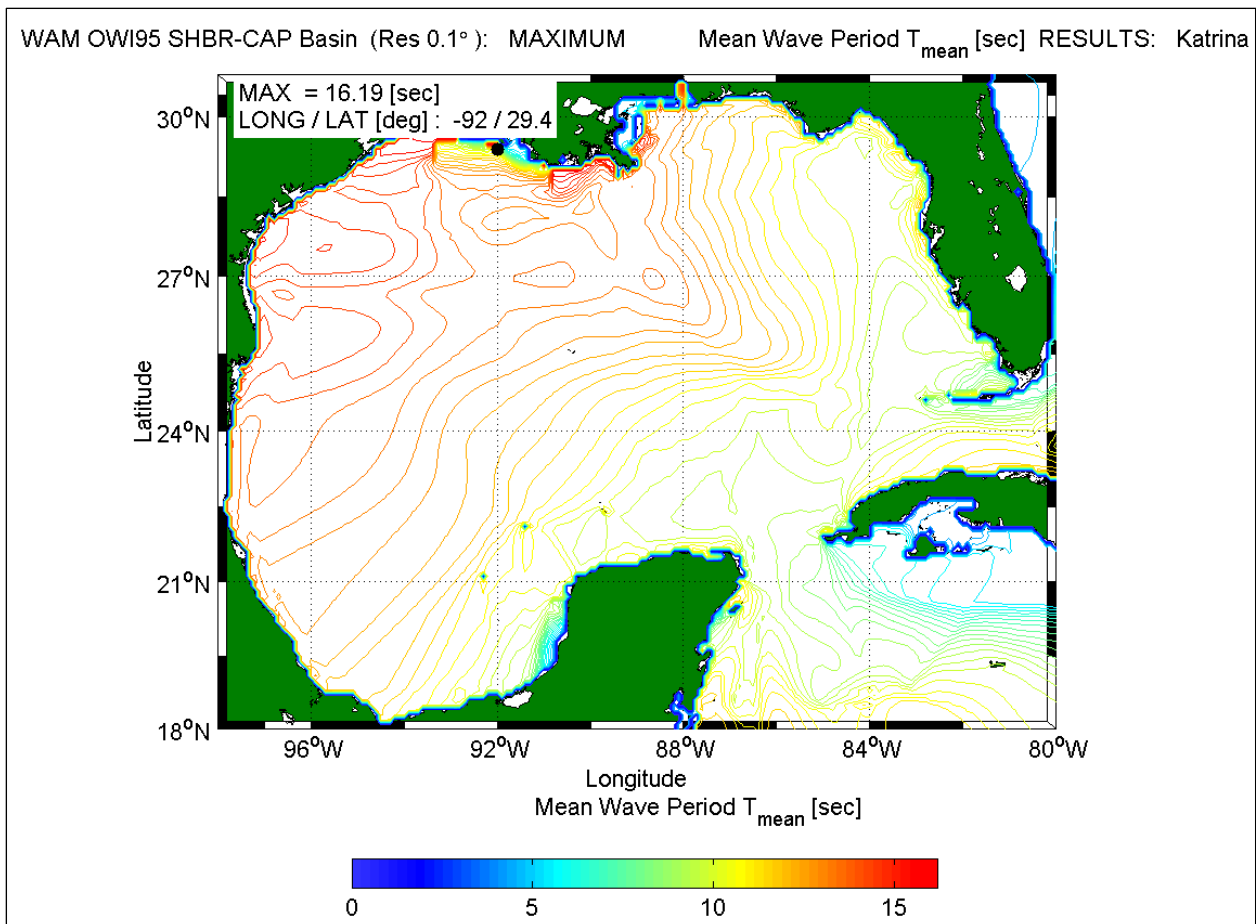 WAM OWI95 SHBR-CAP Basin (Res 0.1° ): MAXIMUM Mean Wave Period Tmean [sec] RESULTS: Katrina
MAX = 16.19 [sec]
LONG / LAT [deg] : -92 / 29.4
30°N
27°N
24°N
21°N
18°N
Latitude
96°W 92°W 88°W 84°W 80°W
Longitude
Mean Wave Period Tmean [sec]
0 5 10 15